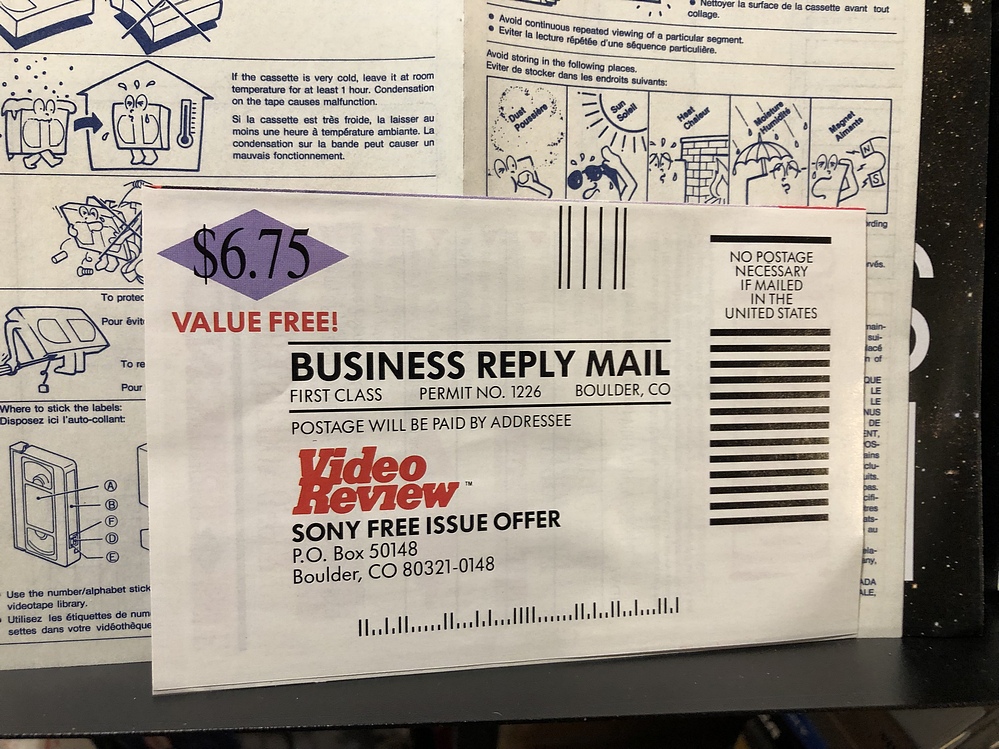 If the cassette is very cold, leave it at room
temperature for at least 1 hour. Condensation
on the tape causes malfunction.
Si la cassette est très froide, la laisser au
moins une heure à température ambiante. La
condensation sur la bande peut causer un
mauvais fonctionnement.
To protec
Pour évit
To re
Pour
Where to stick the labels:
Disposez ici l'auto-collant:
A
B
F
D
E
Use the number/alphabet stick
videotape library.
Utilisez les étiquettes de num
settes dans votre vidéothèque
• Nettoyer la surface de la cassette avant tout
collage.
• Avoid continuous repeated viewing of a particular segment.
• Eviter la lecture répétée d'une séquence particulière.
Avoid storing in the following places.
Eviter de stocker dans les endroits suivants:
Dust
Poussière
Sun
Soleil
Heat
Chaleur
Moisture
Humidité
Magnet
Aimants
N
S
$6.75
VALUE FREE!
NO POSTAGE
NECESSARY
IF MAILED
IN THE
UNITED STATES
BUSINESS REPLY MAIL
FIRST CLASS PERMIT NO. 1226 BOULDER, CO
POSTAGE WILL BE PAID BY ADDRESSEE
Video
Review™
SONY FREE ISSUE OFFER
P.O. Box 50148
Boulder, CO 80321-0148